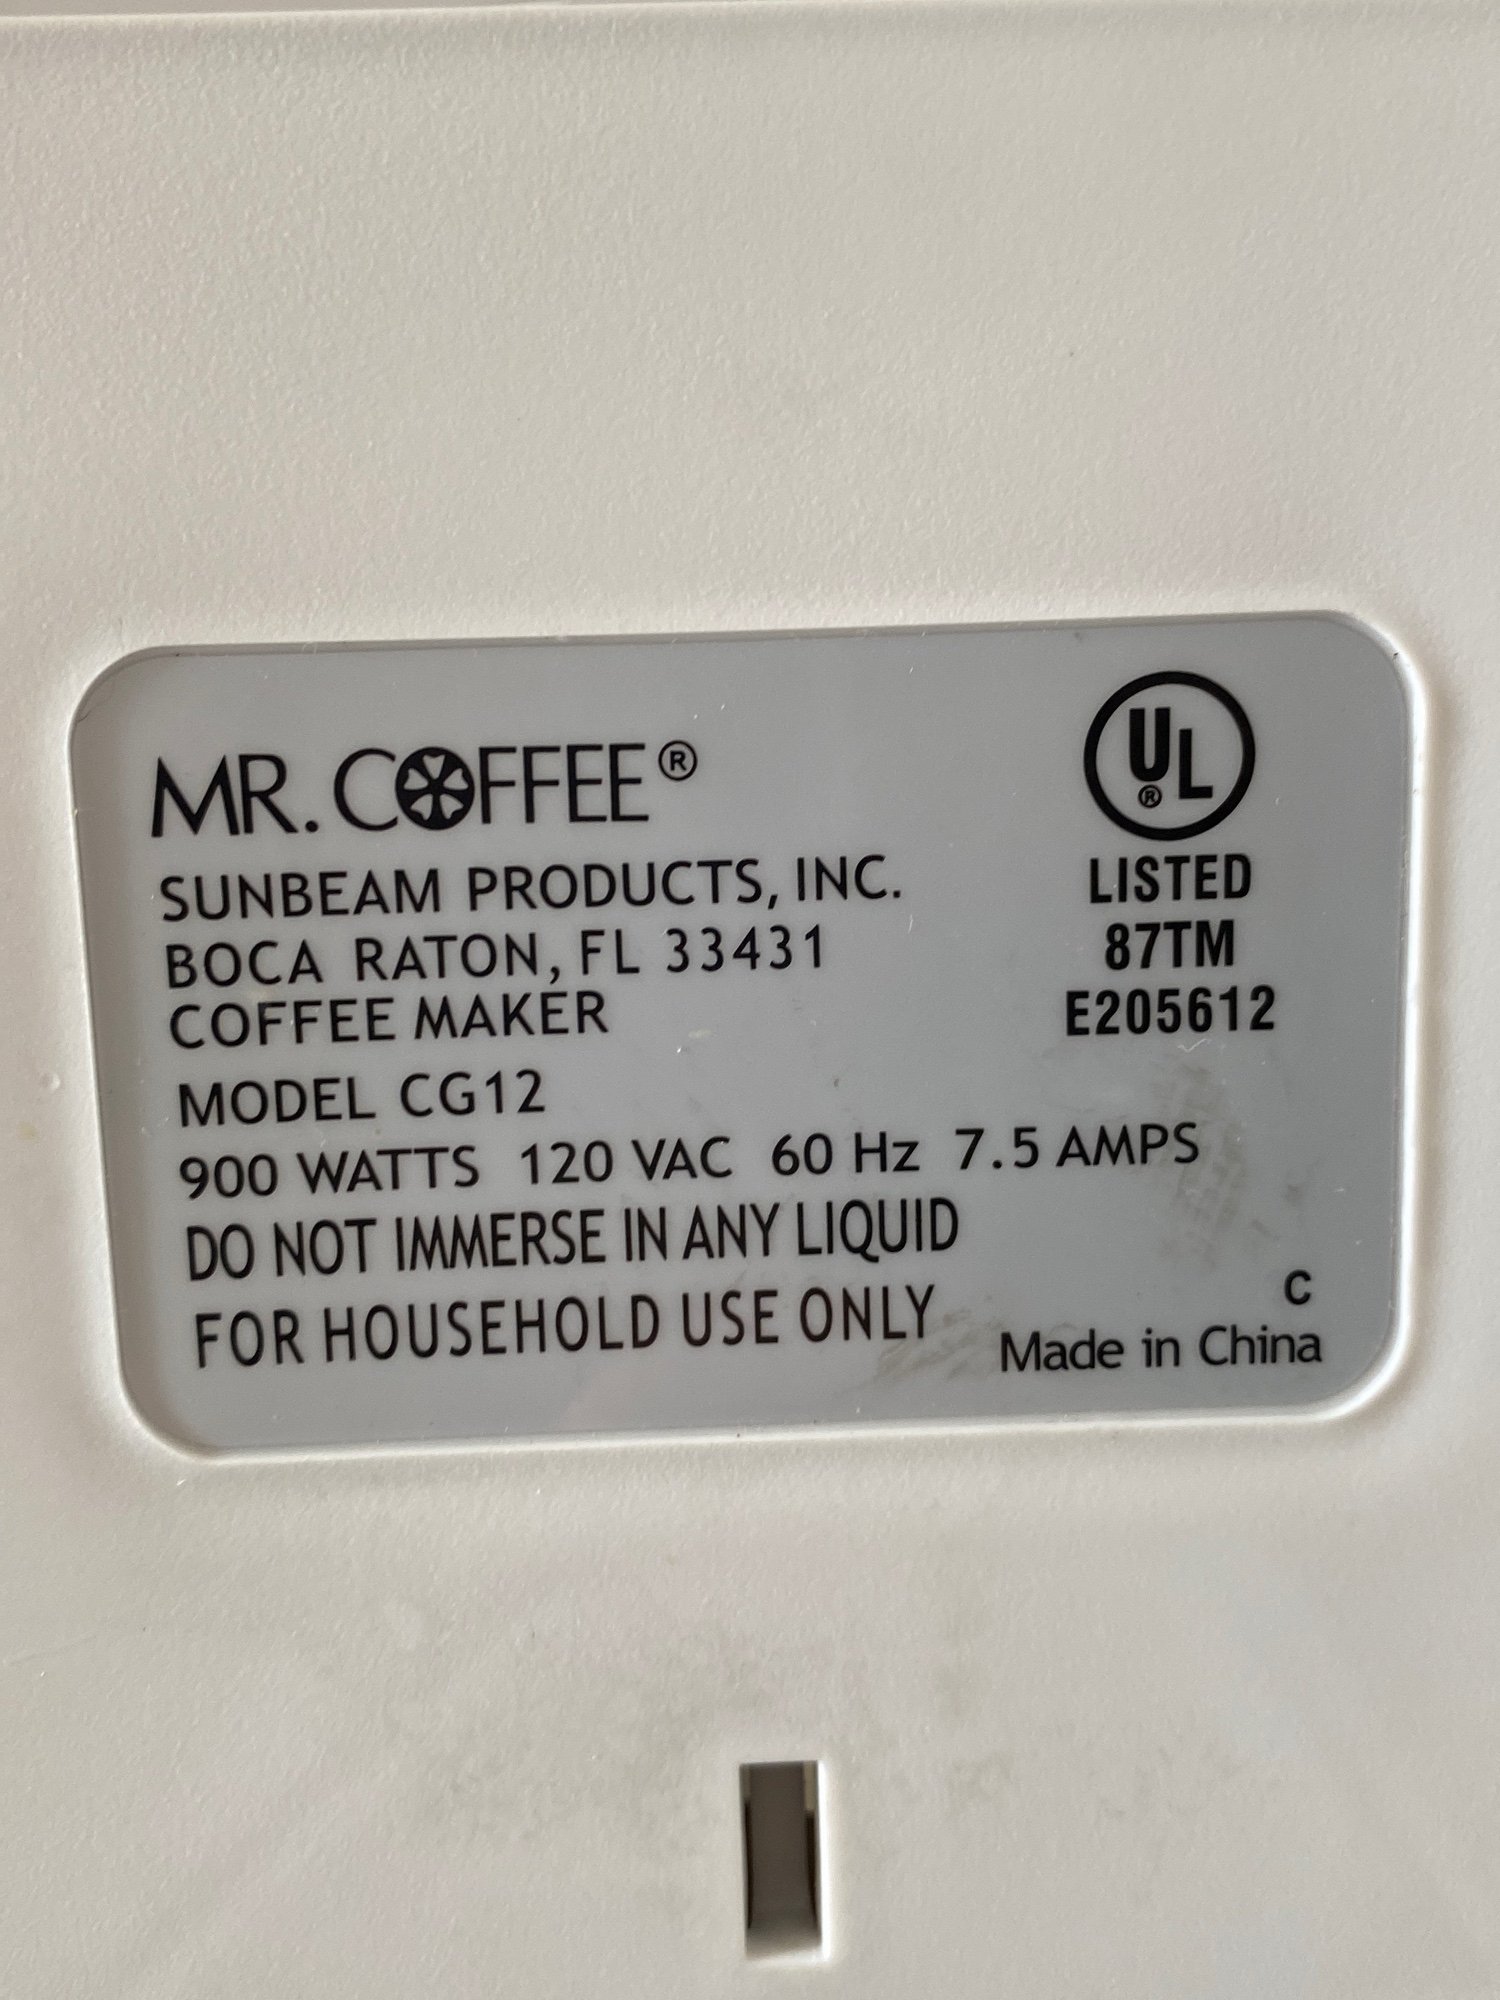 MR. COFFEE®
SUNBEAM PRODUCTS, INC.
BOCA RATON, FL 33431
COFFEE MAKER
MODEL CG12
900 WATTS 120 VAC 60 Hz 7.5 AMPS
DO NOT IMMERSE IN ANY LIQUID
FOR HOUSEHOLD USE ONLY
UL®
LISTED
87TM
E205612
C
Made in China